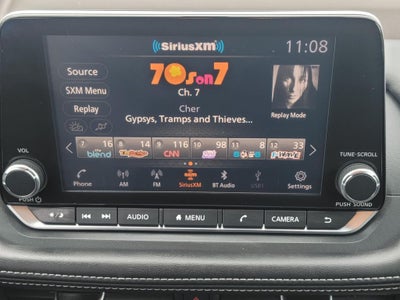 SiriusXM
11:08
Source
70s on 7
Ch. 7
SXM Menu
Cher
Replay
Gypsys, Tramps and Thieves...
Replay Mode
7 16 8 14 9 116 10 98 11 8 12 33
the blend
CNN
VOL
TUNE-SCROLL
Phone AM FM SiriusXM BT Audio USB1 Settings
PUSH
PUSH SOUND
AUDIO MENU CAMERA